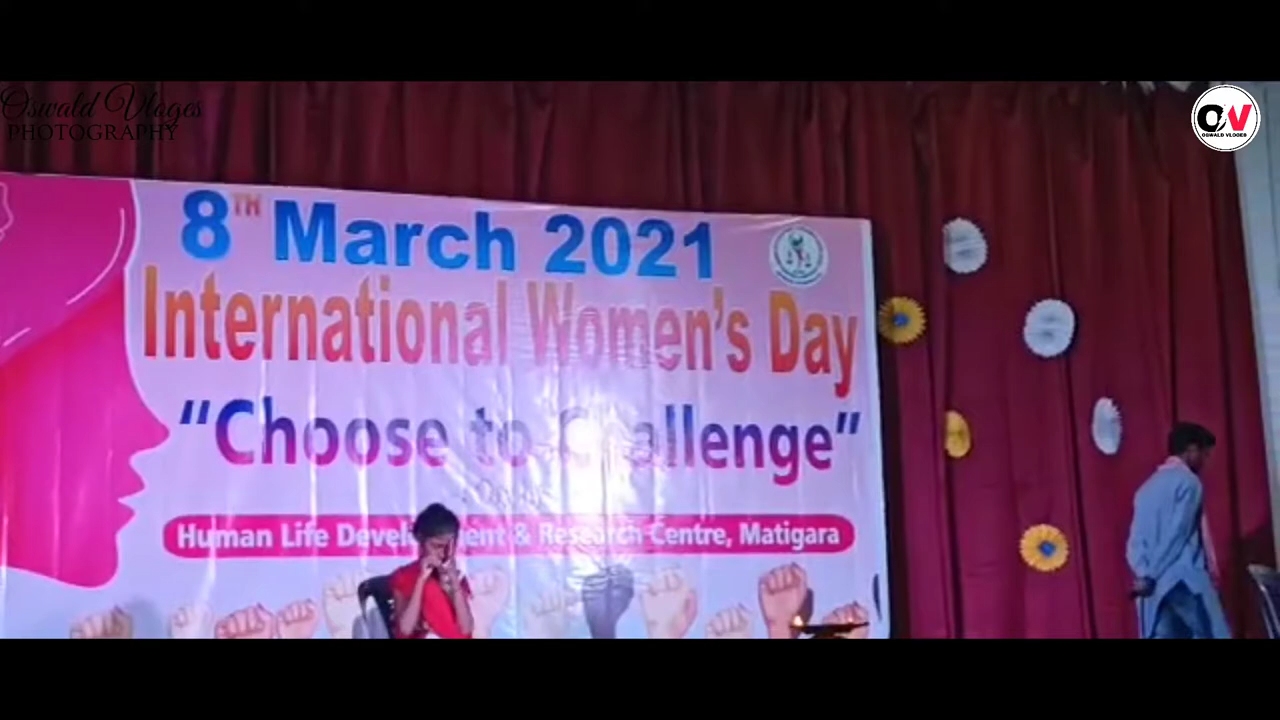 Oswald Vloges
PHOTOGRAPHY
OV
OSWALD VLOGES
8TH March 2021
International Women's Day
"Choose to Challenge"
Human Life Development & Research Centre, Matigara